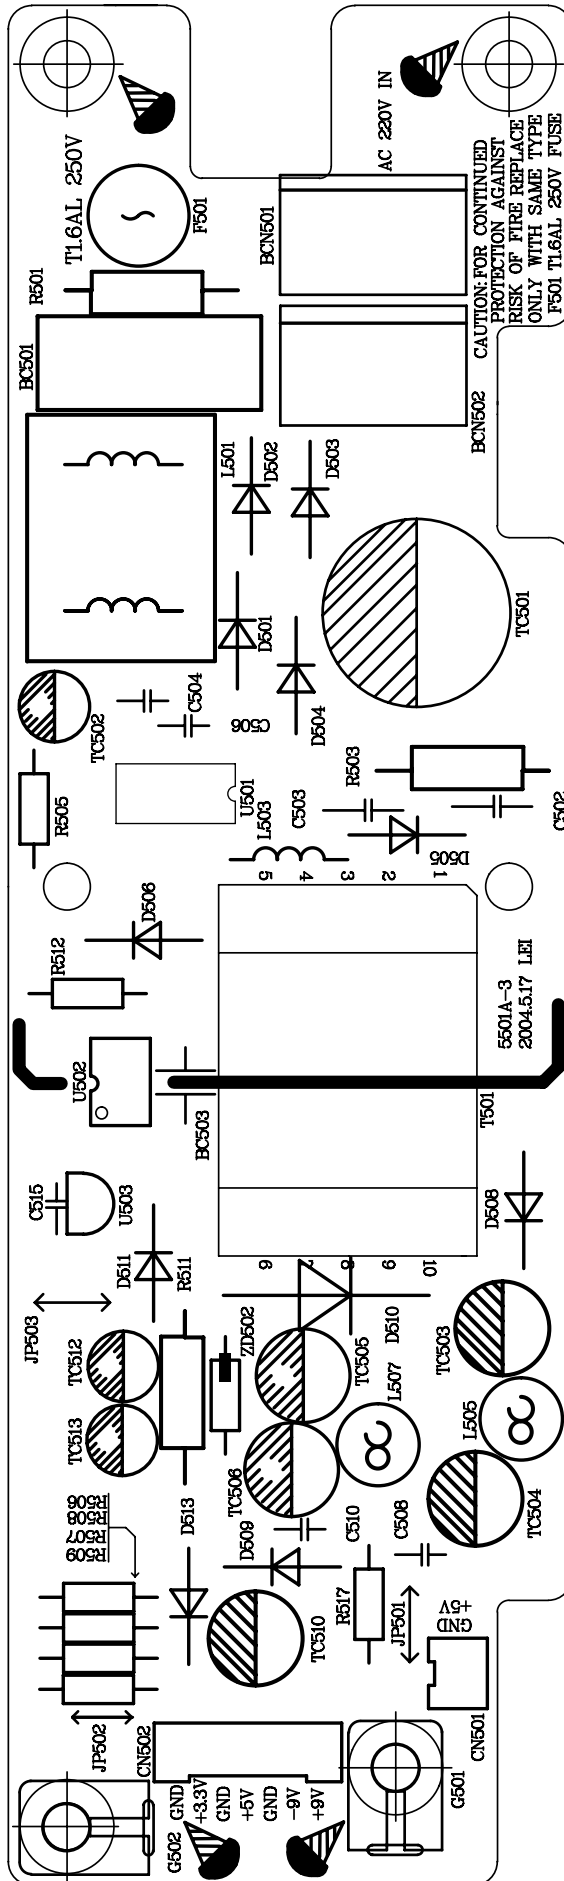 AC 220V IN
T1.6AL 250V
F501
BCN501
CAUTION:FOR CONTINUED
PROTECTION AGAINST
RISK OF FIRE REPLACE
ONLY WITH SAME TYPE
F501 T1.6AL 250V FUSE
R501
BC501
BCN502
L501
D502
D503
TC501
D501
C504
C506
D504
TC502
R503
U501
R505
L503
C503
C502
D505
5
4
3
2
1
D506
R512
5501A-3
2004.5.17 LEI
U502
BC503
T501
C515
U503
D508
D511
R511
6
7
8
9
10
JP503
ZD502
D510
TC503
TC512
TC505
L507
TC513
L505
TC506
TC504
R506
R508
R507
R509
D513
D509
C510
C508
R517
JP501
+5V
GND
TC510
JP502
CN502
CN501
GND
+3.3V
GND
+5V
GND
-9V
+9V
G502
G501